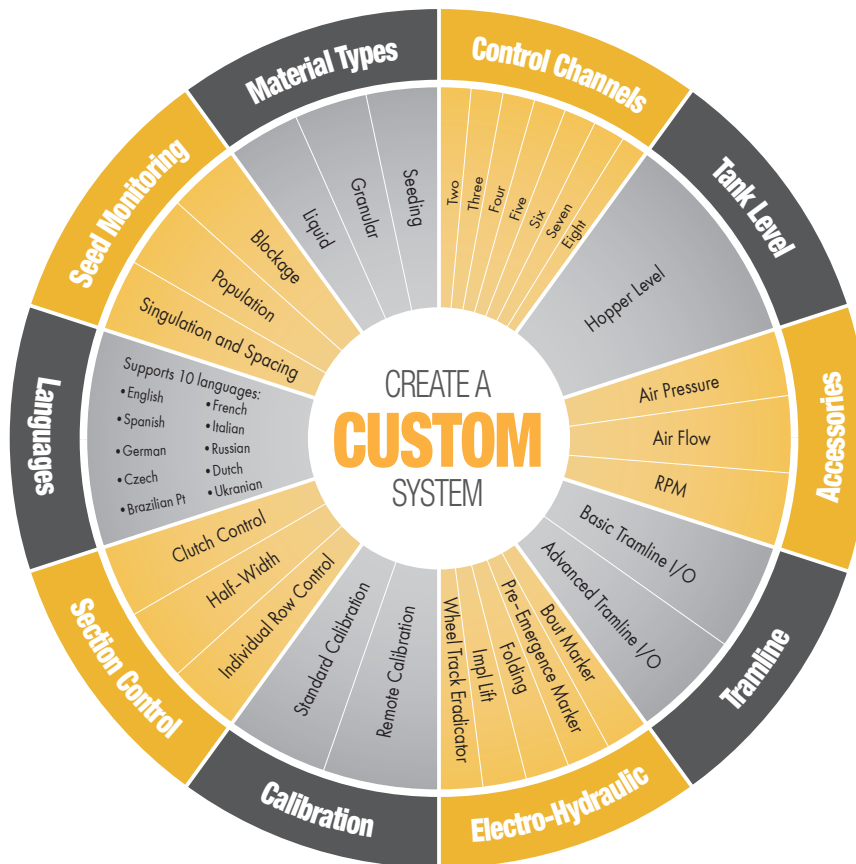 CREATE A
CUSTOM
SYSTEM
Control Channels
Two
Three
Four
Five
Six
Seven
Eight
Tank Level
Hopper Level
Accessories
Air Pressure
Air Flow
RPM
Tramline
Basic Tramline I/O
Advanced Tramline I/O
Electro-Hydraulic
Bout Marker
Pre-Emergence Marker
Folding
Impl Lift
Wheel Track Eradicator
Calibration
Remote Calibration
Standard Calibration
Section Control
Individual Row Control
Half-Width
Clutch Control
Languages
Supports 10 languages:
•English
•Spanish
•German
•Czech
•Brazilian Pt
•French
•Italian
•Russian
•Dutch
•Ukranian
Seed Monitoring
Singulation and Spacing
Population
Blockage
Material Types
Liquid
Granular
Seeding